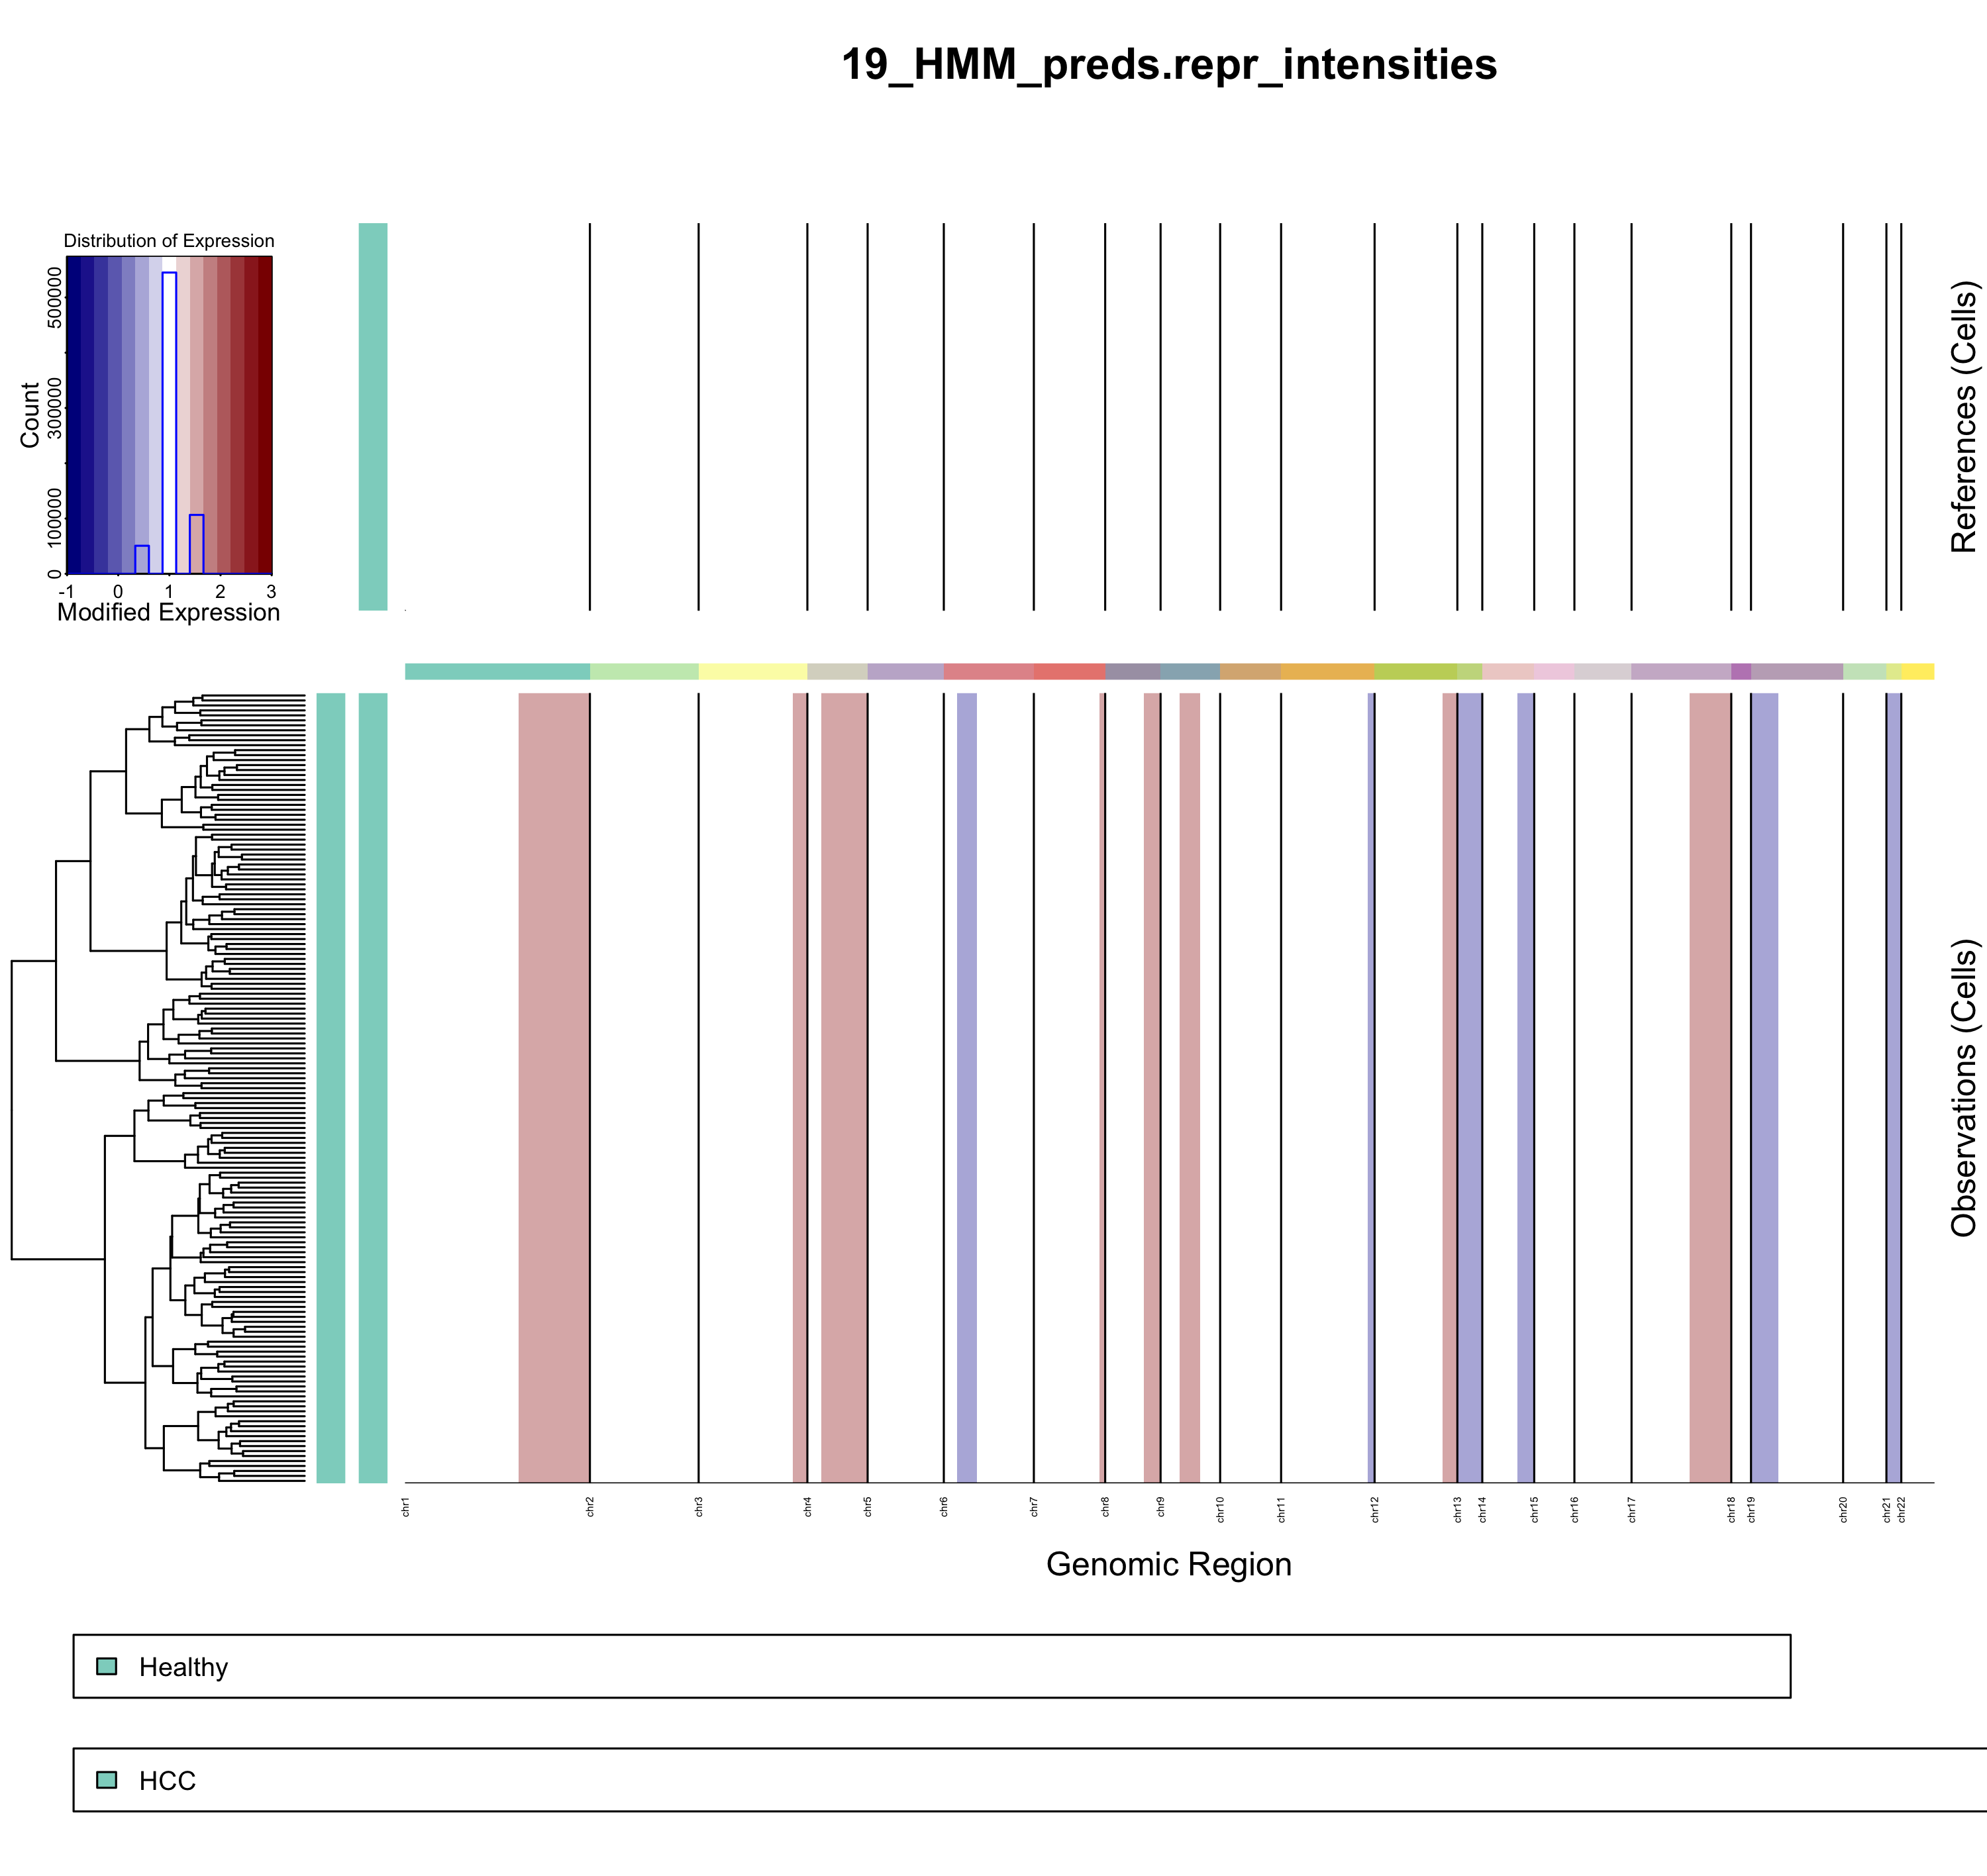 19_HMM_preds.repr_intensities
Distribution of Expression
Count
0
100000
300000
500000
-1 0 1 2 3
Modified Expression
References (Cells)
Observations (Cells)
chr1 chr2 chr3 chr4 chr5 chr6 chr7 chr8 chr9 chr10 chr11 chr12 chr13 chr14 chr15 chr16 chr17 chr18 chr19 chr20 chr21 chr22
Genomic Region
Healthy
HCC